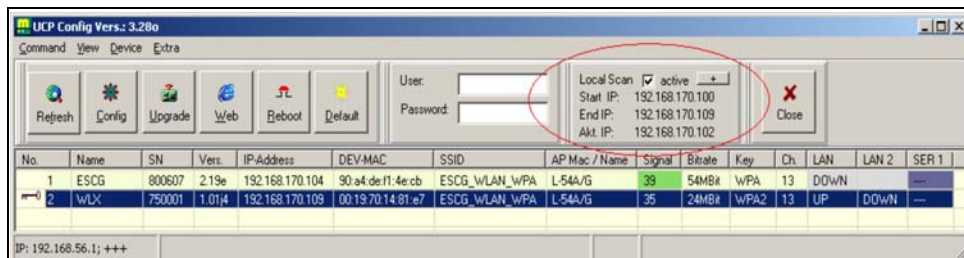 UCP Config Vers.: 3.28o
Command View Device Extra
Refresh Config Upgrade Web Reboot Default
User:
Password:
Local Scan active +
Start IP: 192.168.170.100
End IP: 192.168.170.109
Akt. IP: 192.168.170.102
Close
No. Name SN Vers. IP-Address DEV-MAC SSID AP Mac / Name Signal Bitrate Key Ch. LAN LAN 2 SER 1
1 ESCG 800607 2.19e 192.168.170.104 90:a4:de:f1:4e:cb ESCG_WLAN_WPA L-54A/G 39 54MBit WPA 13 DOWN ---
2 WLX 750001 1.01j4 192.168.170.109 00:19:70:14:81:e7 ESCG_WLAN_WPA L-54A/G 35 24MBit WPA2 13 UP DOWN ---
IP: 192.168.56.1; +++